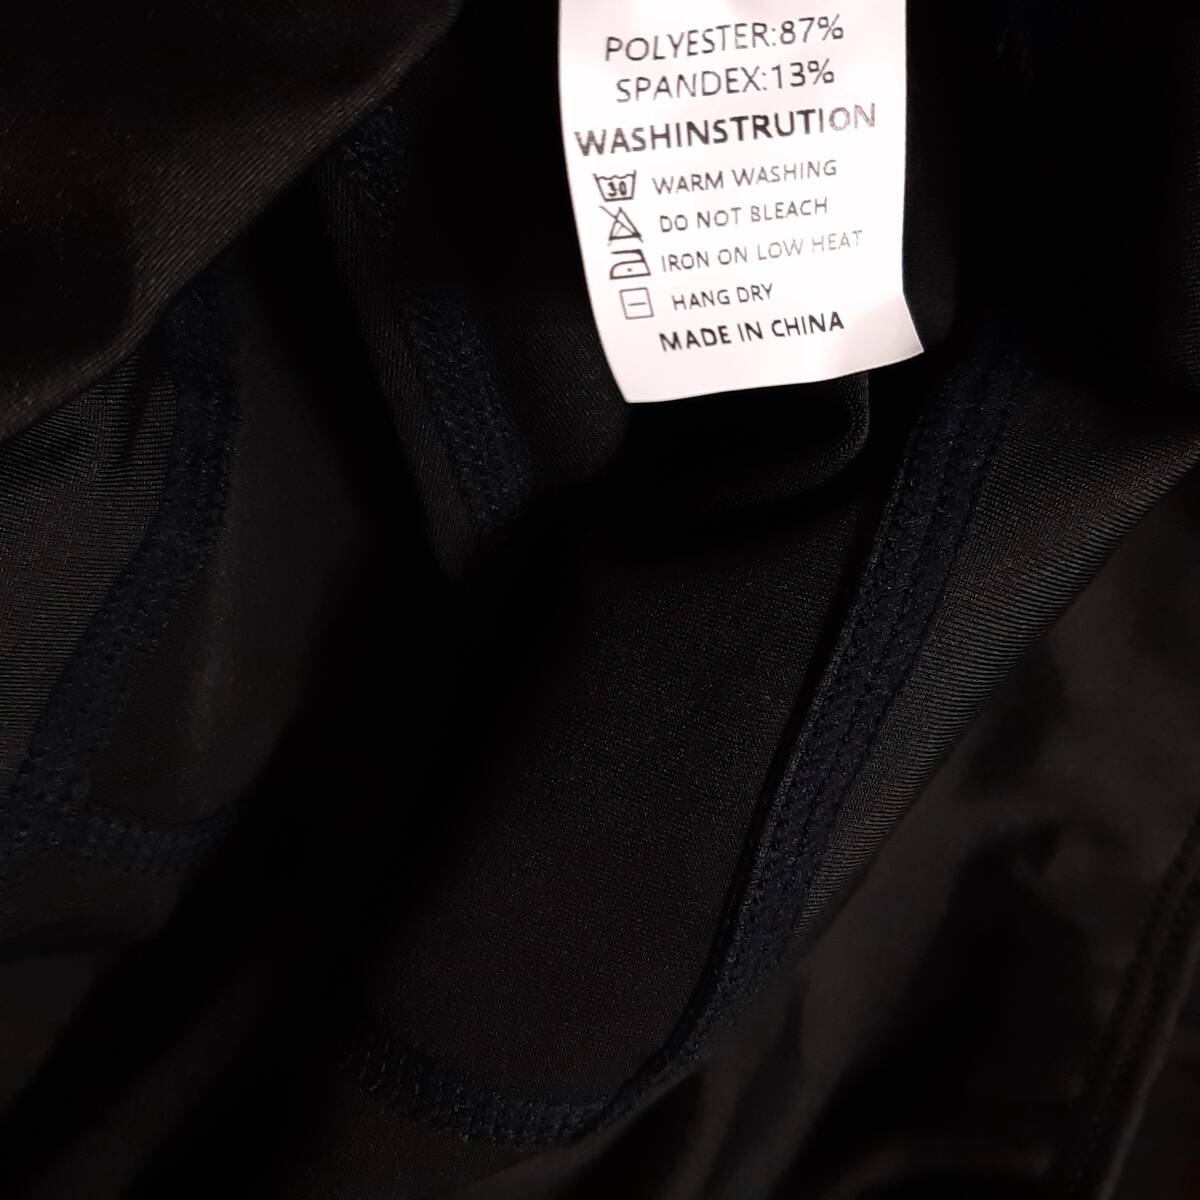 POLYESTER:87%
SPANDEX:13%
WASHINSTRUTION
30 WARM WASHING
DO NOT BLEACH
IRON ON LOW HEAT
HANG DRY
MADE IN CHINA